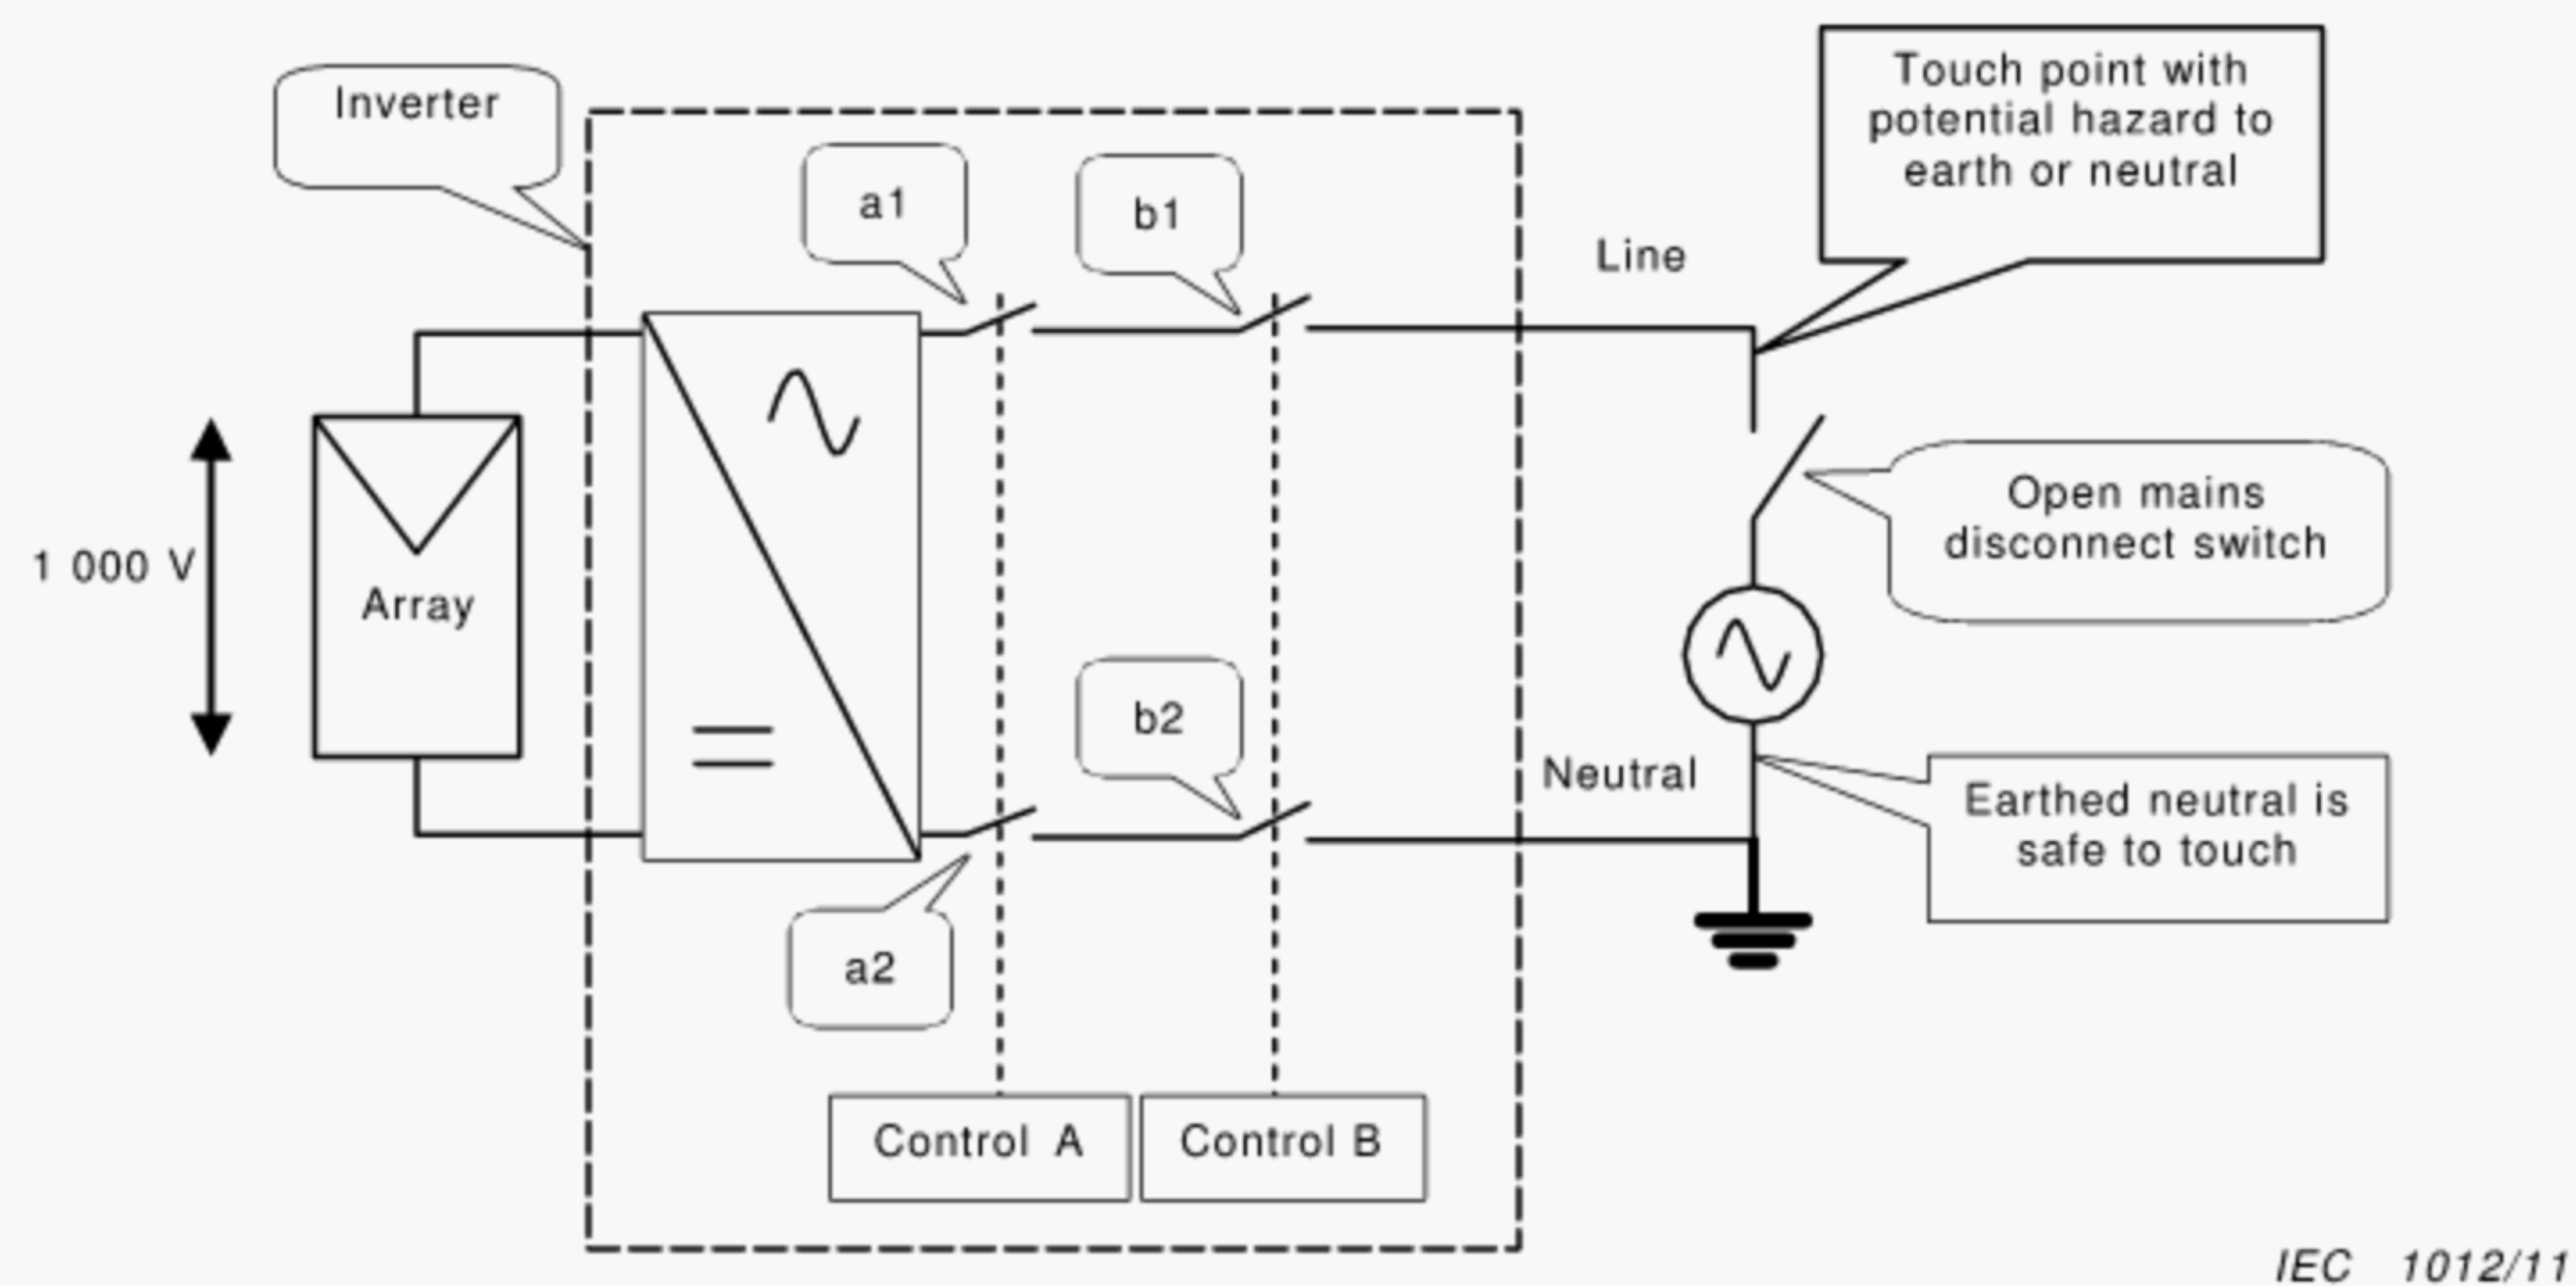 Inverter
a1
b1
Line
Touch point with
potential hazard to
earth or neutral
1 000 V
Array
Open mains
disconnect switch
b2
Neutral
Earthed neutral is
safe to touch
a2
Control A
Control B
IEC 1012/11